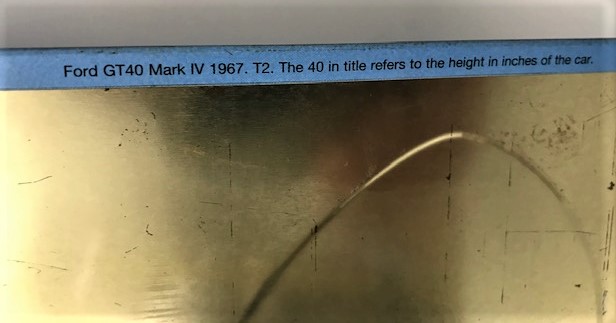 Ford GT40 Mark IV 1967. T2. The 40 in title refers to the height in inches of the car.